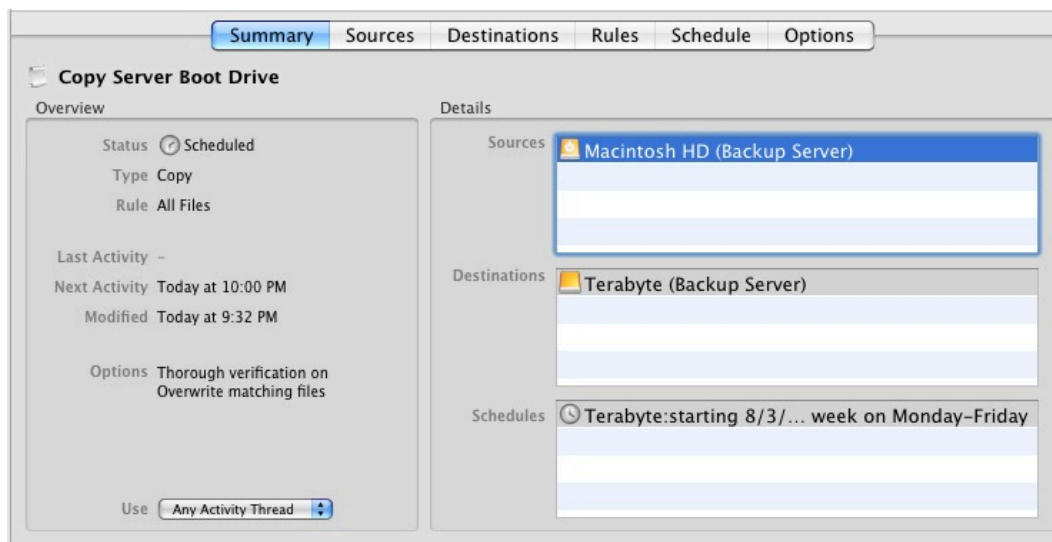 Summary Sources Destinations Rules Schedule Options
Copy Server Boot Drive
Overview
Status Scheduled
Type Copy
Rule All Files
Last Activity -
Next Activity Today at 10:00 PM
Modified Today at 9:32 PM
Options Thorough verification on
Overwrite matching files
Use Any Activity Thread
Details
Sources Macintosh HD (Backup Server)
Destinations Terabyte (Backup Server)
Schedules Terabyte:starting 8/3/... week on Monday-Friday